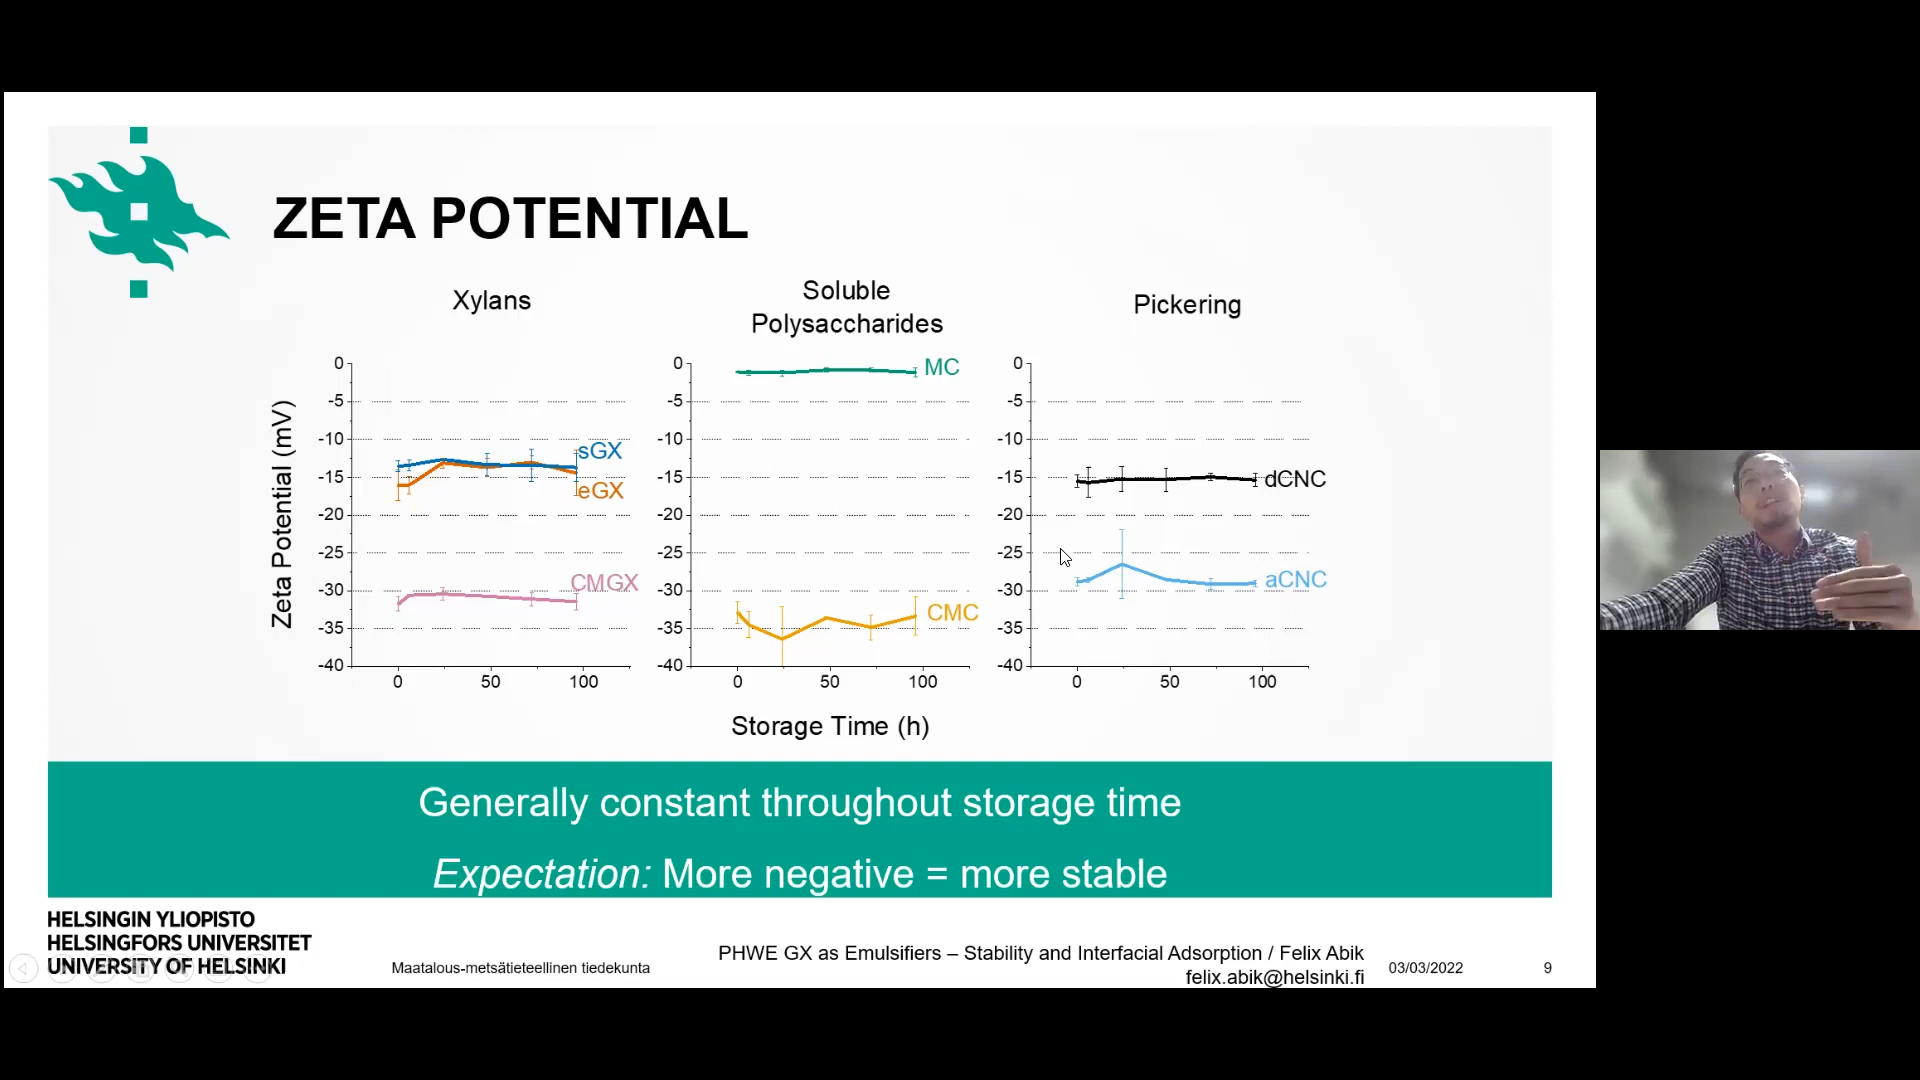 ZETA POTENTIAL
Xylans
Soluble
Polysaccharides
Pickering
Zeta Potential (mV)
0
-5
-10
-15
-20
-25
-30
-35
-40
sGX
eGX
CMGX
0 50 100
0
-5
-10
-15
-20
-25
-30
-35
-40
MC
CMC
0 50 100
0
-5
-10
-15
-20
-25
-30
-35
-40
dCNC
aCNC
0 50 100
Storage Time (h)
Generally constant throughout storage time
Expectation: More negative = more stable
HELSINGIN YLIOPISTO
HELSINGFORS UNIVERSITET
UNIVERSITY OF HELSINKI
Maatalous-metsätieteellinen tiedekunta
PHWE GX as Emulsifiers – Stability and Interfacial Adsorption / Felix Abik
felix.abik@helsinki.fi
03/03/2022
9